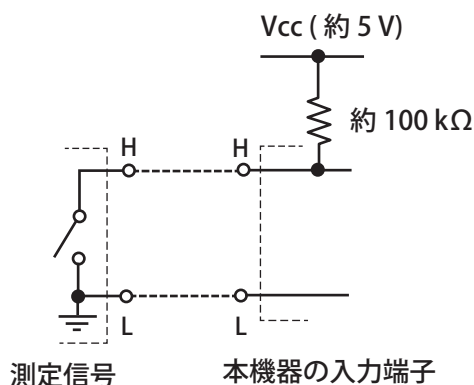 Vcc ( 約 5 V)
約 100 kΩ
H
H
L
L
測定信号
本機器の入力端子